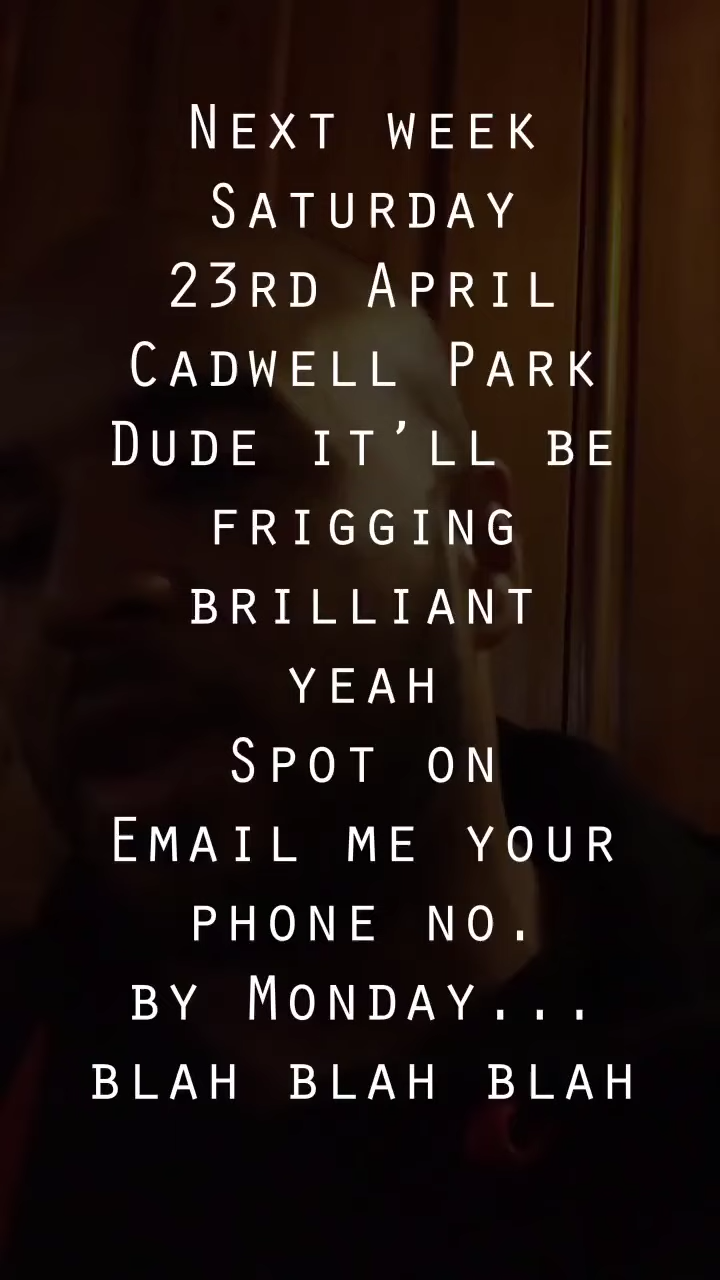 Next week
Saturday
23rd April
Cadwell Park
Dude it’ll be
frigging
brilliant
yeah
Spot on
Email me your
phone no.
by Monday...
blah blah blah